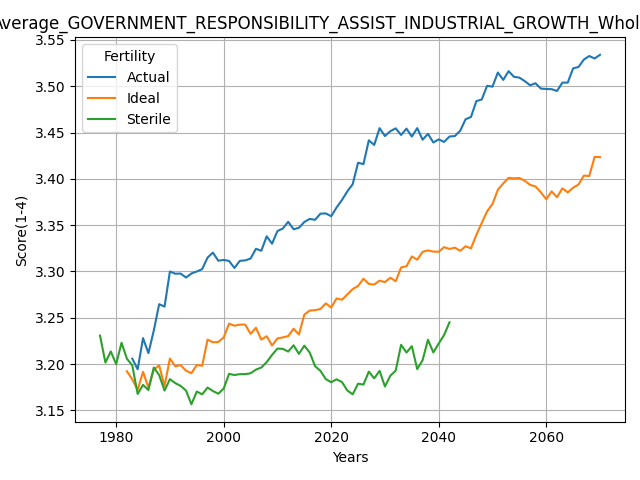 Average_GOVERNMENT_RESPONSIBILITY_ASSIST_INDUSTRIAL_GROWTH_Whol
Fertility
Actual
Ideal
Sterile
Score(1-4)
3.55
3.50
3.45
3.40
3.35
3.30
3.25
3.20
3.15
1980 2000 2020 2040 2060
Years